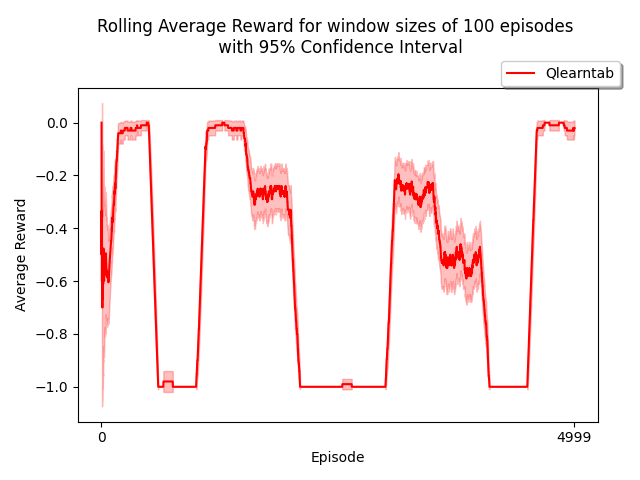 Rolling Average Reward for window sizes of 100 episodes
with 95% Confidence Interval
Qlearntab
0.0
−0.2
−0.4
−0.6
−0.8
−1.0
Average Reward
0
4999
Episode